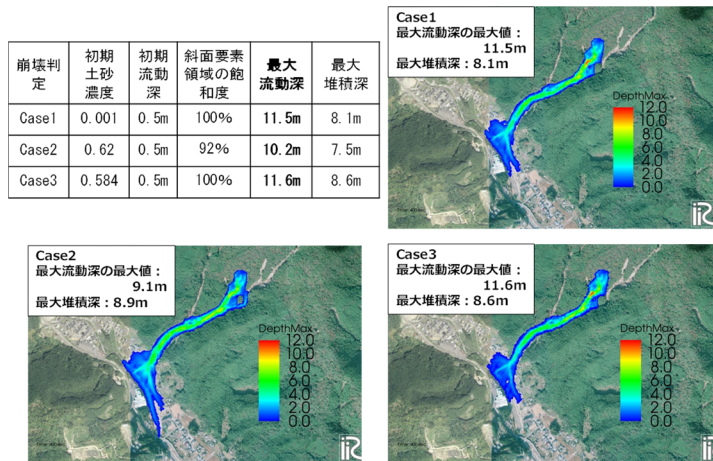 崩壊判定 初期土砂濃度 初期流動深 斜面要素領域の飽和度 最大流動深 最大堆積深
Case1 0.001 0.5m 100% 11.5m 8.1m
Case2 0.62 0.5m 92% 10.2m 7.5m
Case3 0.584 0.5m 100% 11.6m 8.6m
Case1
最大流動深の最大値：
11.5m
最大堆積深：8.1m
DepthMax
12.0
10.0
8.0
6.0
4.0
2.0
0.0
iR
Case2
最大流動深の最大値：
9.1m
最大堆積深：8.9m
DepthMax
12.0
10.0
8.0
6.0
4.0
2.0
0.0
iR
Case3
最大流動深の最大値：
11.6m
最大堆積深：8.6m
DepthMax
12.0
10.0
8.0
6.0
4.0
2.0
0.0